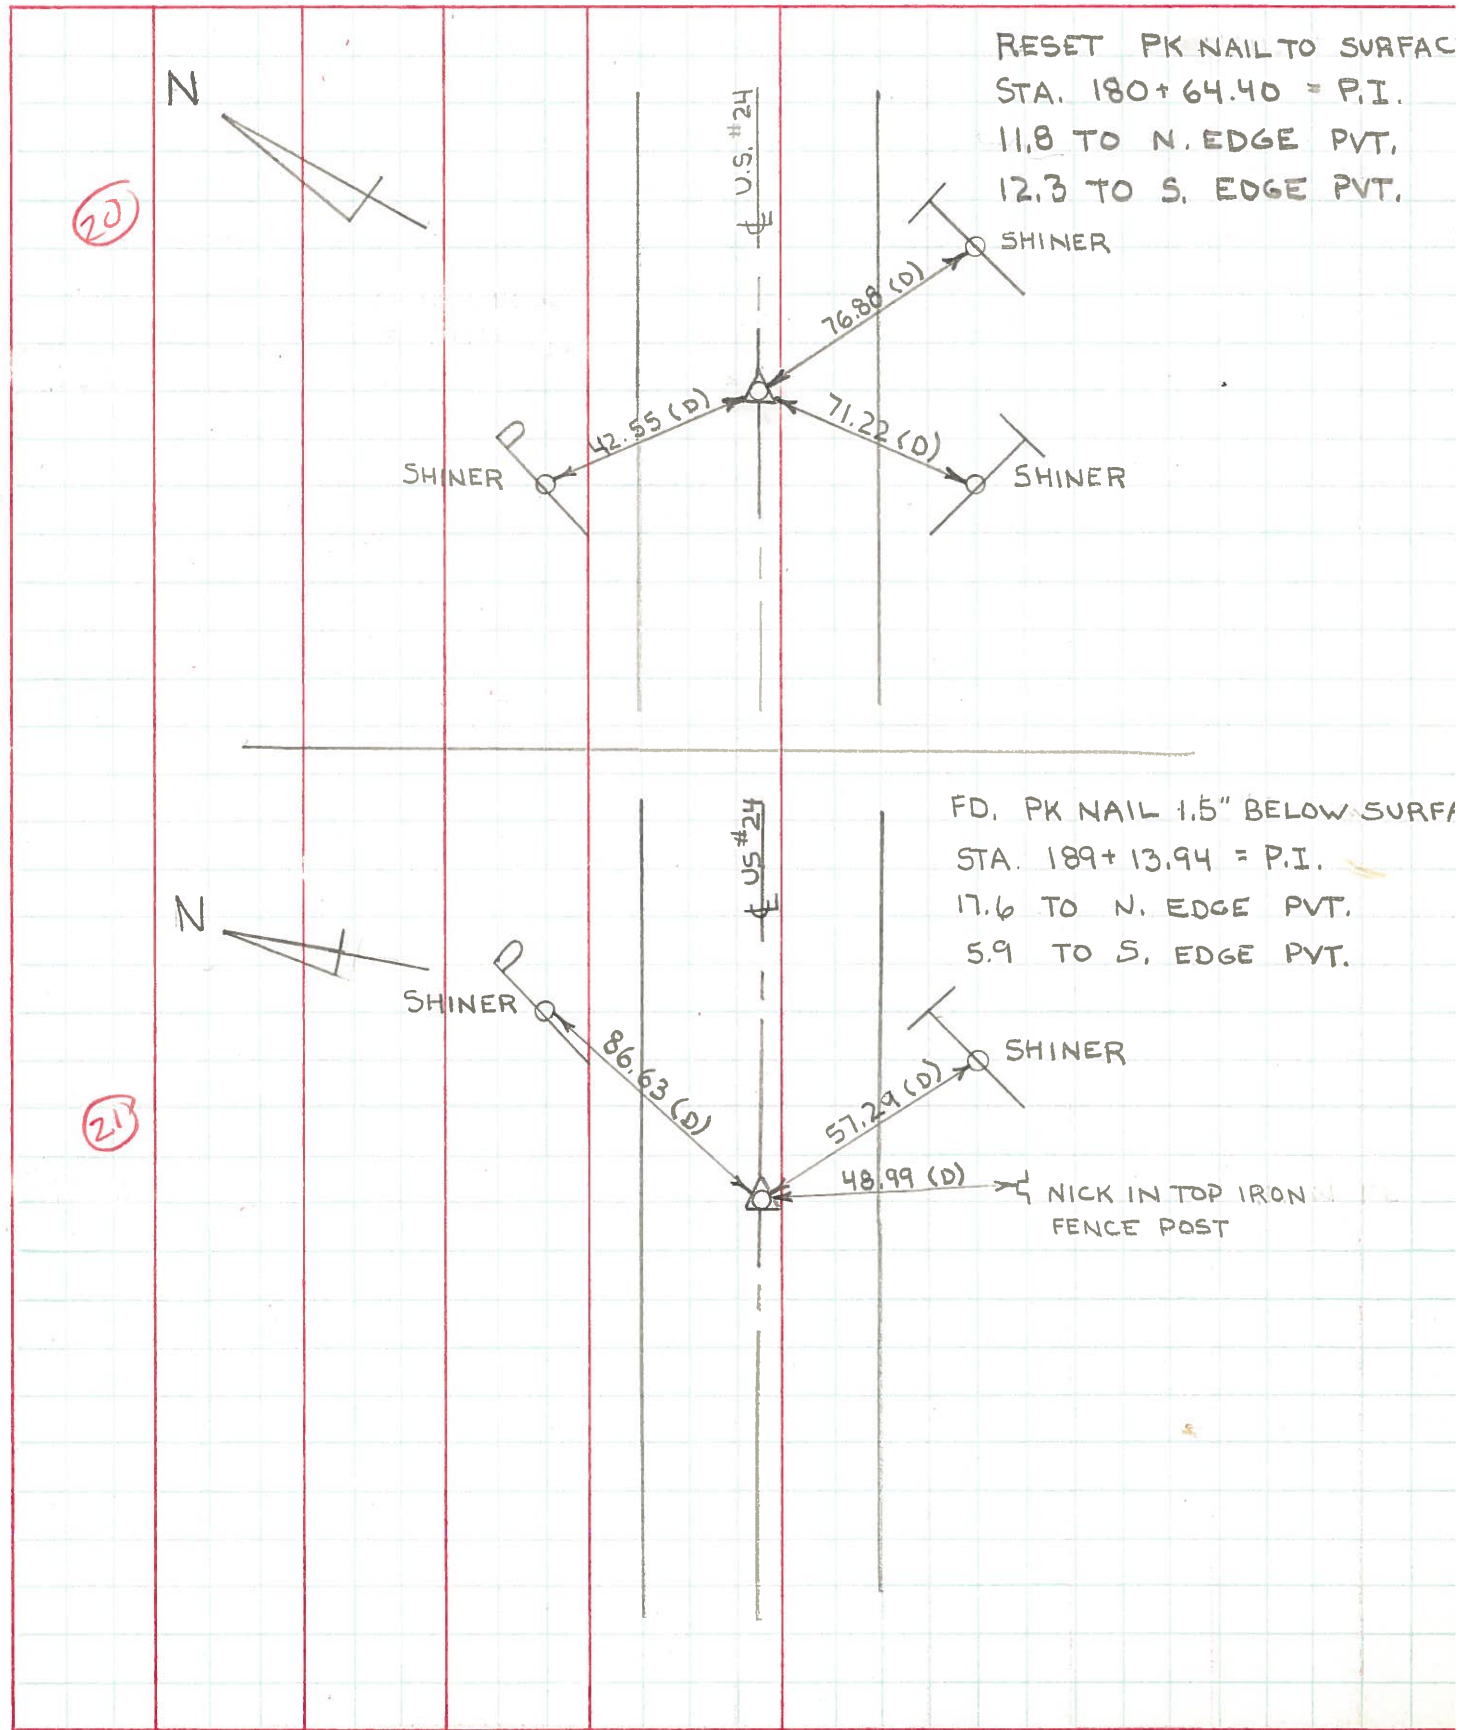 RESET PK NAIL TO SURFAC
STA. 180+64.40 = P.I.
11.8 TO N. EDGE PVT.
12.3 TO S. EDGE PVT.
N
℄ U.S. #24
20
SHINER
76.88 (D)
42.55 (D)
71.22 (D)
SHINER
SHINER
FD. PK NAIL 1.5" BELOW SURFA
STA. 189+13.94 = P.I.
17.6 TO N. EDGE PVT.
5.9 TO S. EDGE PVT.
℄ US #24
N
SHINER
SHINER
86.63 (D)
57.29 (D)
21
48.99 (D)
NICK IN TOP IRON
FENCE POST